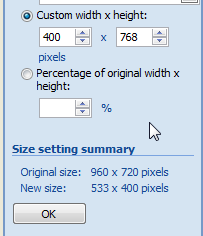 Custom width x height:
400 x 768
pixels
Percentage of original width x
height:
%
Size setting summary
Original size: 960 x 720 pixels
New size: 533 x 400 pixels
OK